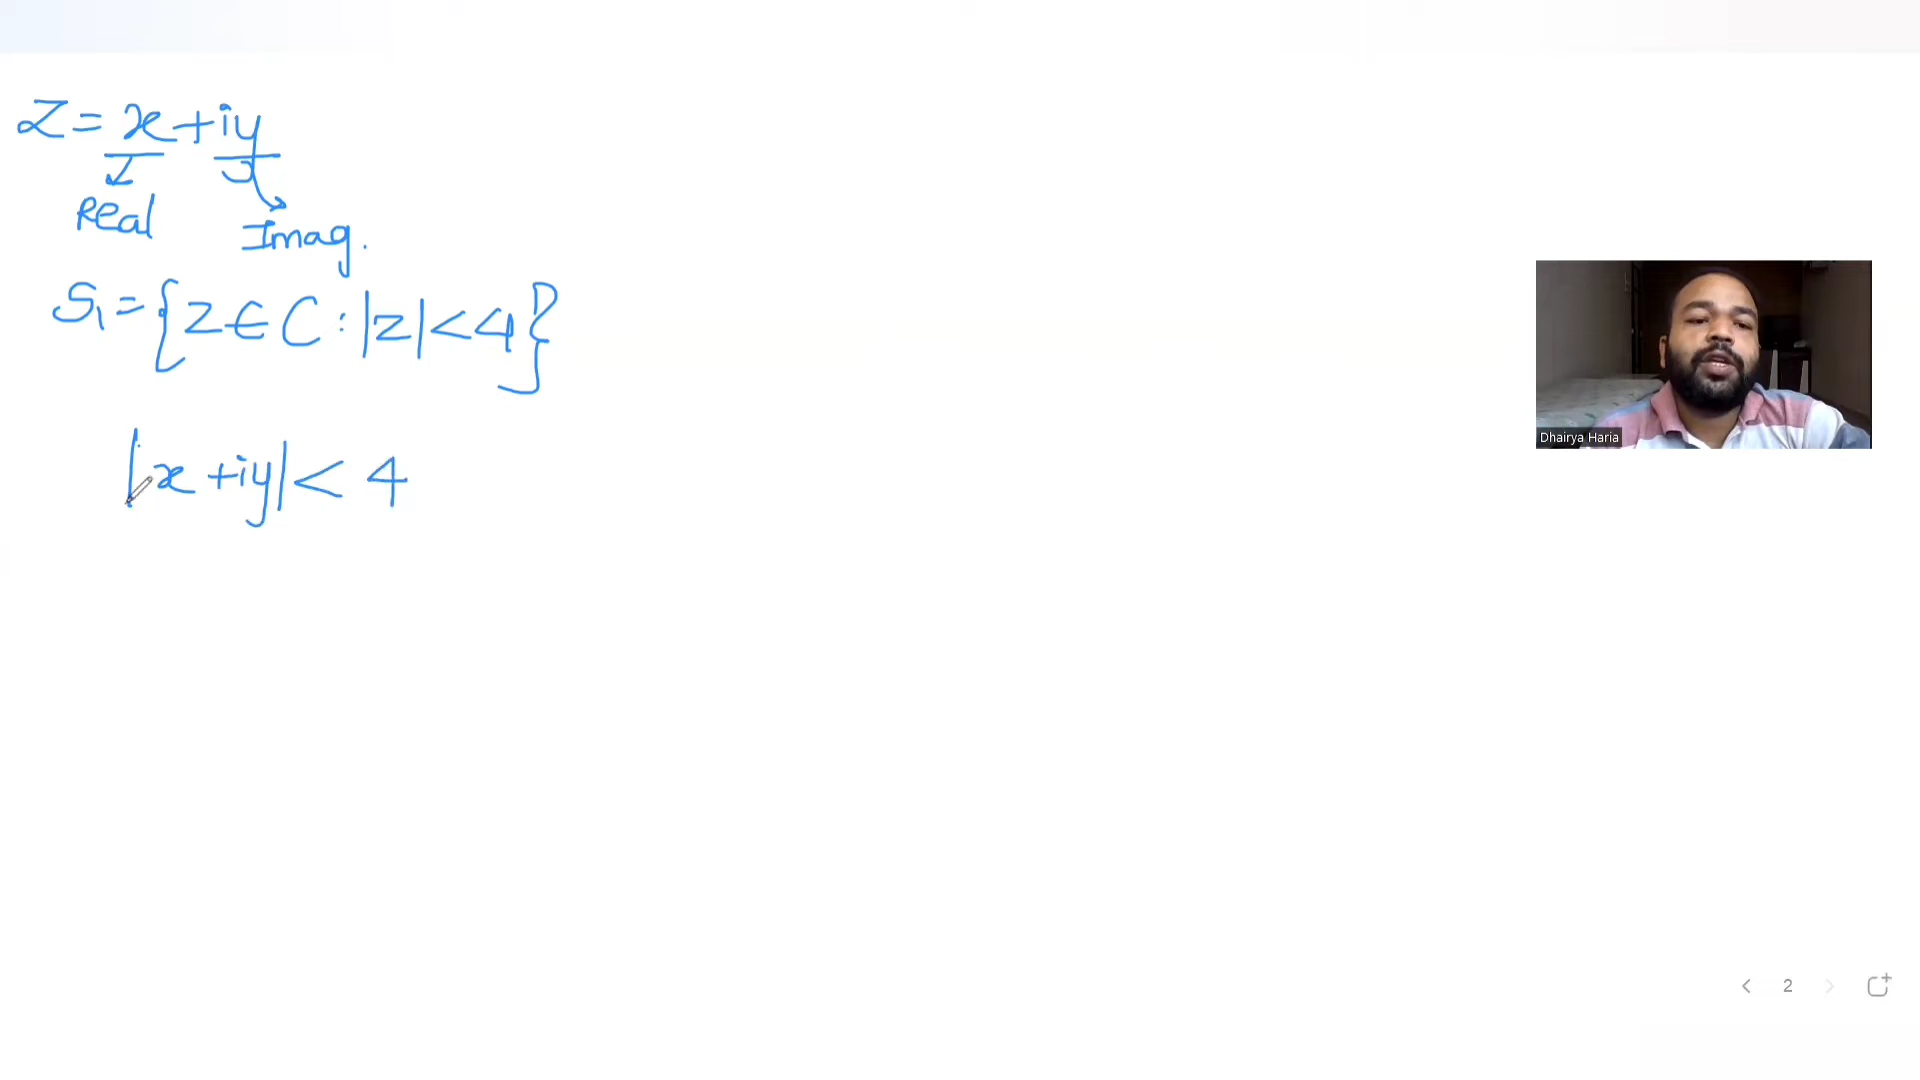 Z = x + iy
Real
Imag.
S₁ = {z ∈ C : |z| < 4}
|x + iy| < 4
Dhairya Haria
2